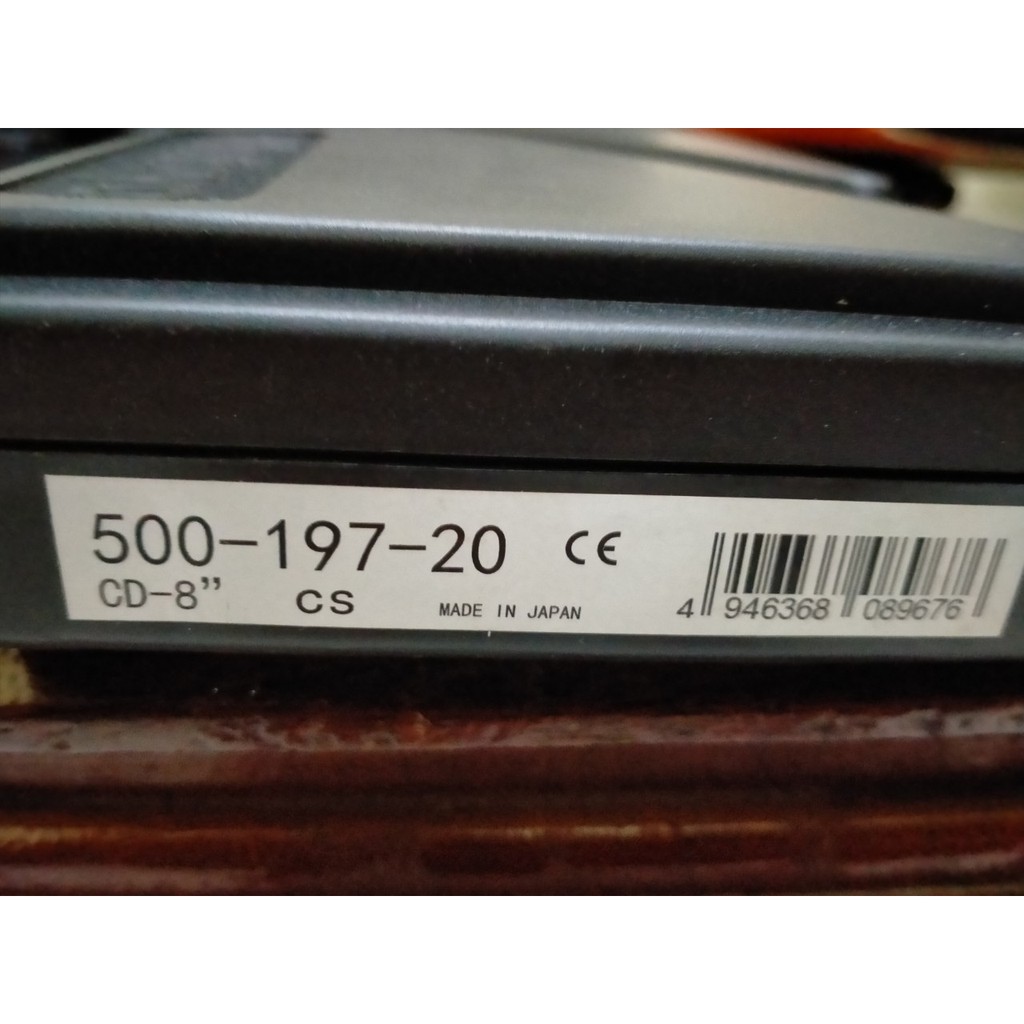 500-197-20 CE
CD-8” CS MADE IN JAPAN
4 946368 089676